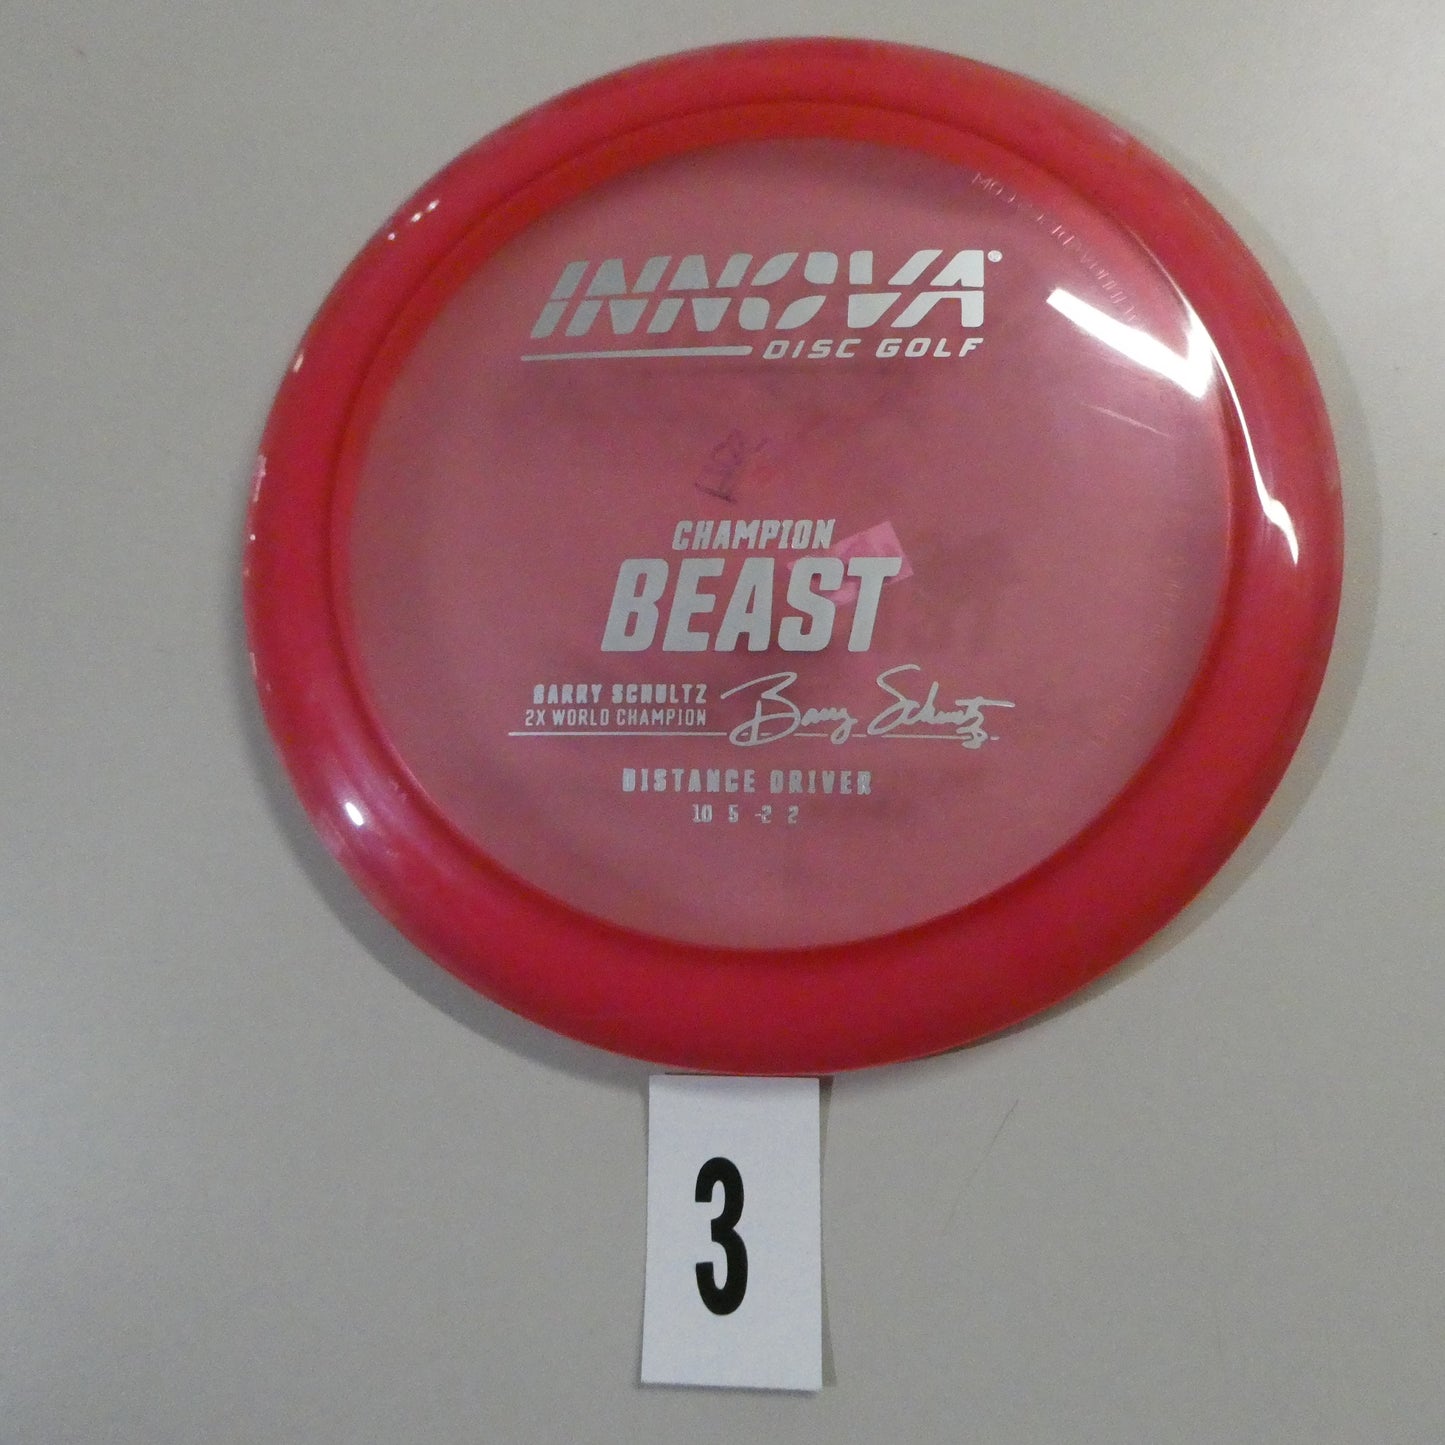 INNOVA®
DISC GOLF
CHAMPION
BEAST
BARRY SCHULTZ
2X WORLD CHAMPION
Barry Schultz
DISTANCE DRIVER
10 5 -2 2
3